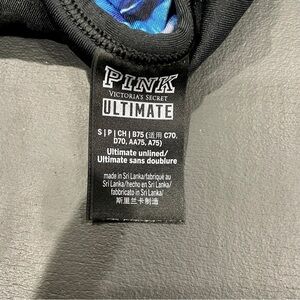 PINK
VICTORIA'S SECRET
ULTIMATE
S | P | CH | B75 (适用 C70,
D70, AA75, A75)
Ultimate unlined/
Ultimate sans doublure
made in Sri Lanka/fabriqué au
Sri Lanka/hecho en Sri Lanka/
fabbricato in Sri Lanka/
斯里兰卡制造